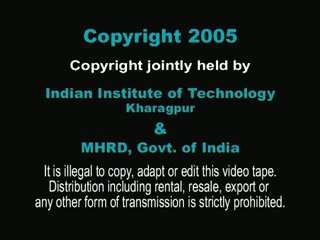 Copyright 2005
Copyright jointly held by
Indian Institute of Technology
Kharagpur
&
MHRD, Govt. of India
It is illegal to copy, adapt or edit this video tape.
Distribution including rental, resale, export or
any other form of transmission is strictly prohibited.